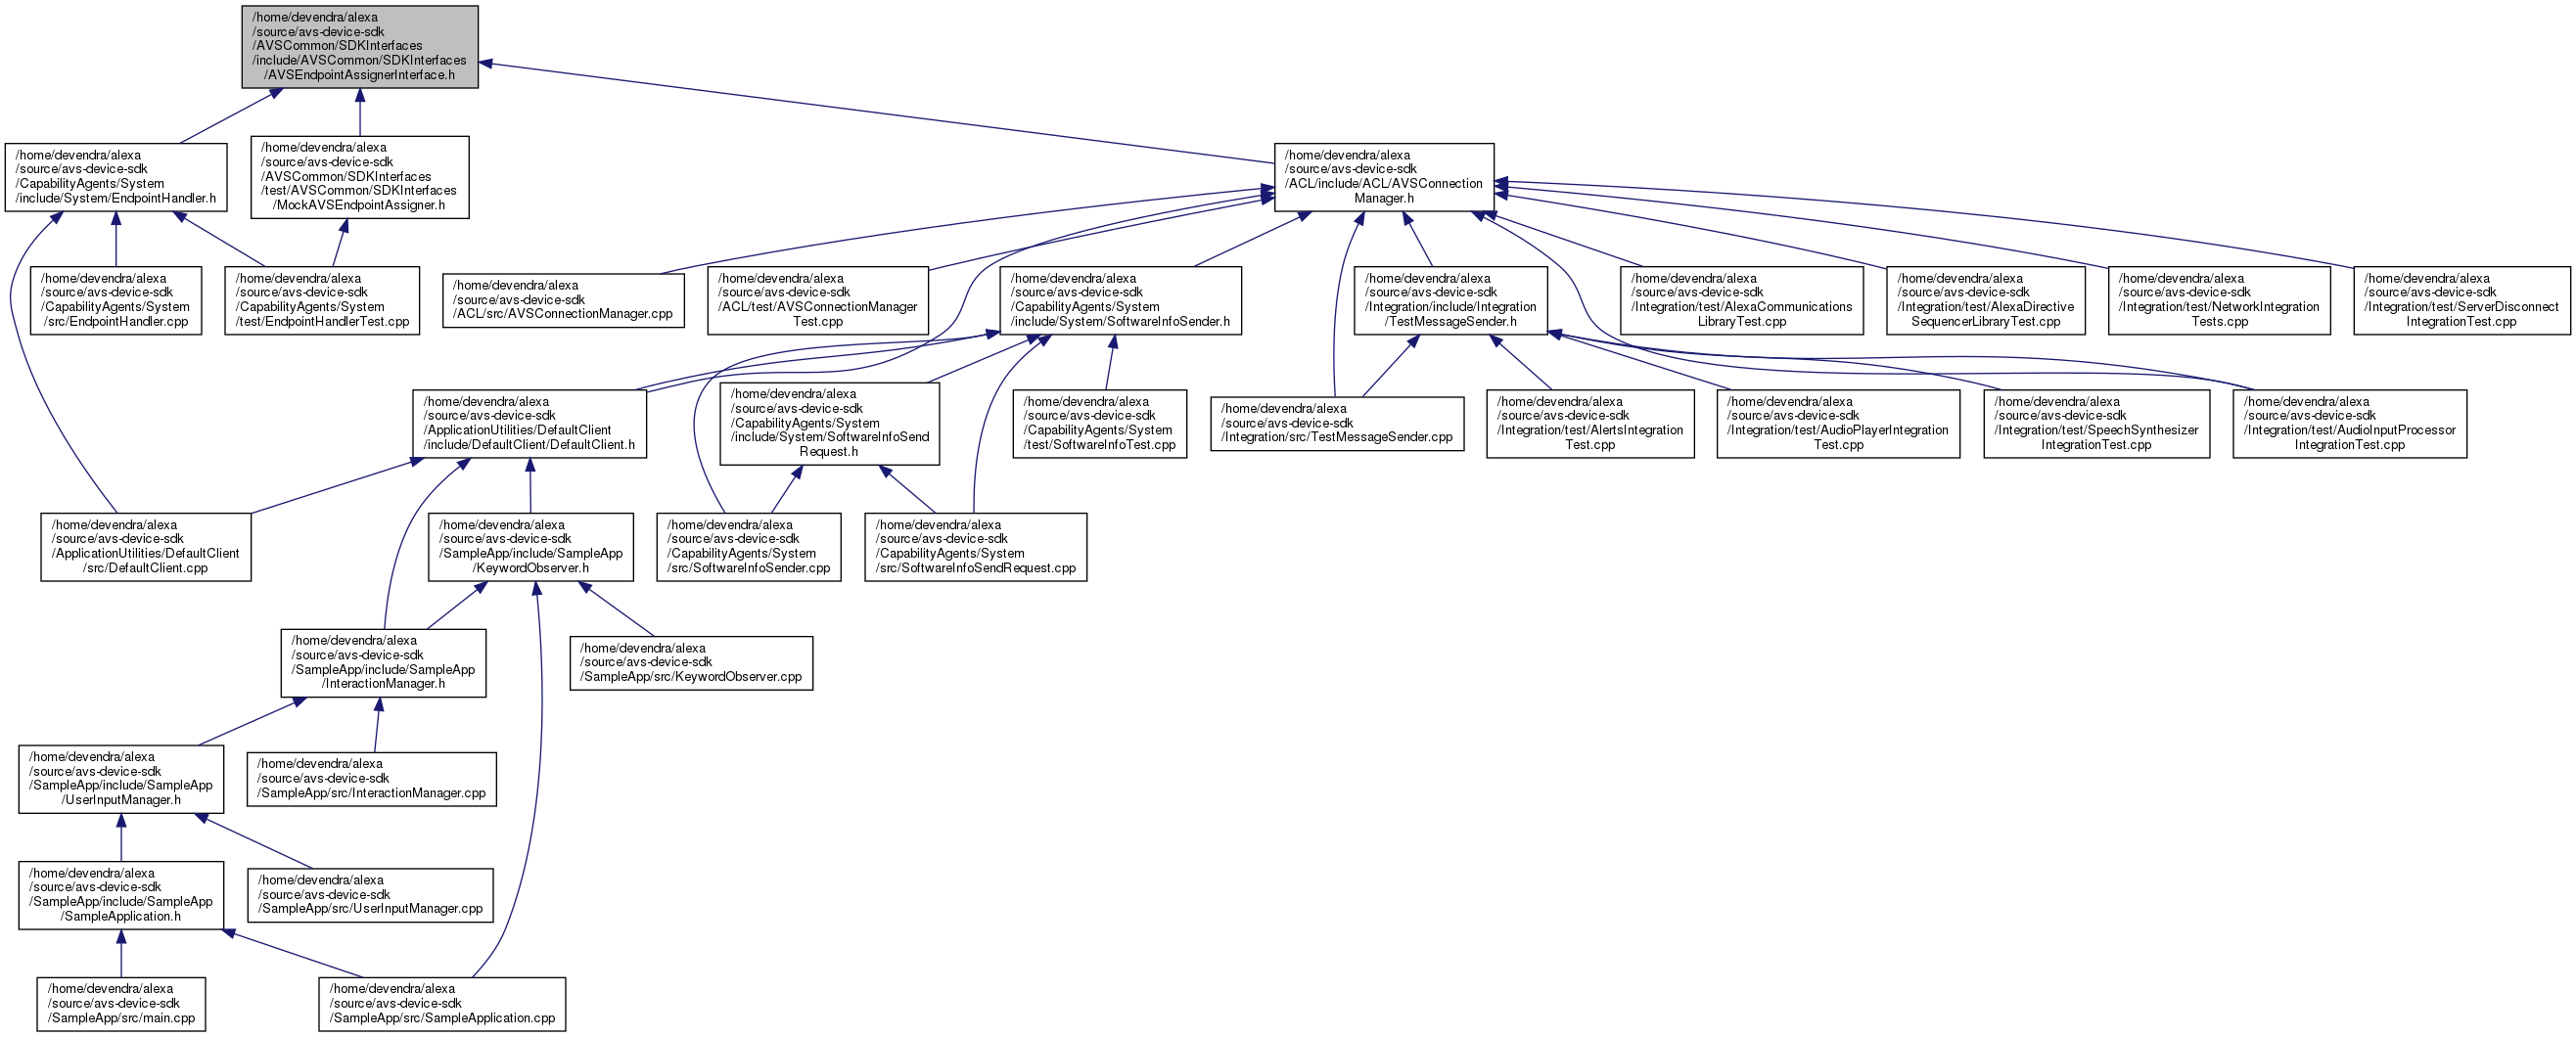 /home/devendra/alexa
/source/avs-device-sdk
/AVSCommon/SDKInterfaces
/include/AVSCommon/SDKInterfaces
/AVSEndpointAssignerInterface.h
/home/devendra/alexa
/source/avs-device-sdk
/CapabilityAgents/System
/include/System/EndpointHandler.h
/home/devendra/alexa
/source/avs-device-sdk
/AVSCommon/SDKInterfaces
/test/AVSCommon/SDKInterfaces
/MockAVSEndpointAssigner.h
/home/devendra/alexa
/source/avs-device-sdk
/ACL/include/ACL/AVSConnection
Manager.h
/home/devendra/alexa
/source/avs-device-sdk
/CapabilityAgents/System
/src/EndpointHandler.cpp
/home/devendra/alexa
/source/avs-device-sdk
/CapabilityAgents/System
/test/EndpointHandlerTest.cpp
/home/devendra/alexa
/source/avs-device-sdk
/ACL/src/AVSConnectionManager.cpp
/home/devendra/alexa
/source/avs-device-sdk
/ACL/test/AVSConnectionManager
Test.cpp
/home/devendra/alexa
/source/avs-device-sdk
/CapabilityAgents/System
/include/System/SoftwareInfoSender.h
/home/devendra/alexa
/source/avs-device-sdk
/Integration/include/Integration
/TestMessageSender.h
/home/devendra/alexa
/source/avs-device-sdk
/Integration/test/AlexaCommunications
LibraryTest.cpp
/home/devendra/alexa
/source/avs-device-sdk
/Integration/test/AlexaDirective
SequencerLibraryTest.cpp
/home/devendra/alexa
/source/avs-device-sdk
/Integration/test/NetworkIntegration
Tests.cpp
/home/devendra/alexa
/source/avs-device-sdk
/Integration/test/ServerDisconnect
IntegrationTest.cpp
/home/devendra/alexa
/source/avs-device-sdk
/ApplicationUtilities/DefaultClient
/include/DefaultClient/DefaultClient.h
/home/devendra/alexa
/source/avs-device-sdk
/CapabilityAgents/System
/include/System/SoftwareInfoSend
Request.h
/home/devendra/alexa
/source/avs-device-sdk
/CapabilityAgents/System
/test/SoftwareInfoTest.cpp
/home/devendra/alexa
/source/avs-device-sdk
/Integration/src/TestMessageSender.cpp
/home/devendra/alexa
/source/avs-device-sdk
/Integration/test/AlertsIntegration
Test.cpp
/home/devendra/alexa
/source/avs-device-sdk
/Integration/test/AudioPlayerIntegration
Test.cpp
/home/devendra/alexa
/source/avs-device-sdk
/Integration/test/SpeechSynthesizer
IntegrationTest.cpp
/home/devendra/alexa
/source/avs-device-sdk
/Integration/test/AudioInputProcessor
IntegrationTest.cpp
/home/devendra/alexa
/source/avs-device-sdk
/ApplicationUtilities/DefaultClient
/src/DefaultClient.cpp
/home/devendra/alexa
/source/avs-device-sdk
/SampleApp/include/SampleApp
/KeywordObserver.h
/home/devendra/alexa
/source/avs-device-sdk
/CapabilityAgents/System
/src/SoftwareInfoSender.cpp
/home/devendra/alexa
/source/avs-device-sdk
/CapabilityAgents/System
/src/SoftwareInfoSendRequest.cpp
/home/devendra/alexa
/source/avs-device-sdk
/SampleApp/include/SampleApp
/InteractionManager.h
/home/devendra/alexa
/source/avs-device-sdk
/SampleApp/src/KeywordObserver.cpp
/home/devendra/alexa
/source/avs-device-sdk
/SampleApp/include/SampleApp
/UserInputManager.h
/home/devendra/alexa
/source/avs-device-sdk
/SampleApp/src/InteractionManager.cpp
/home/devendra/alexa
/source/avs-device-sdk
/SampleApp/include/SampleApp
/SampleApplication.h
/home/devendra/alexa
/source/avs-device-sdk
/SampleApp/src/UserInputManager.cpp
/home/devendra/alexa
/source/avs-device-sdk
/SampleApp/src/main.cpp
/home/devendra/alexa
/source/avs-device-sdk
/SampleApp/src/SampleApplication.cpp